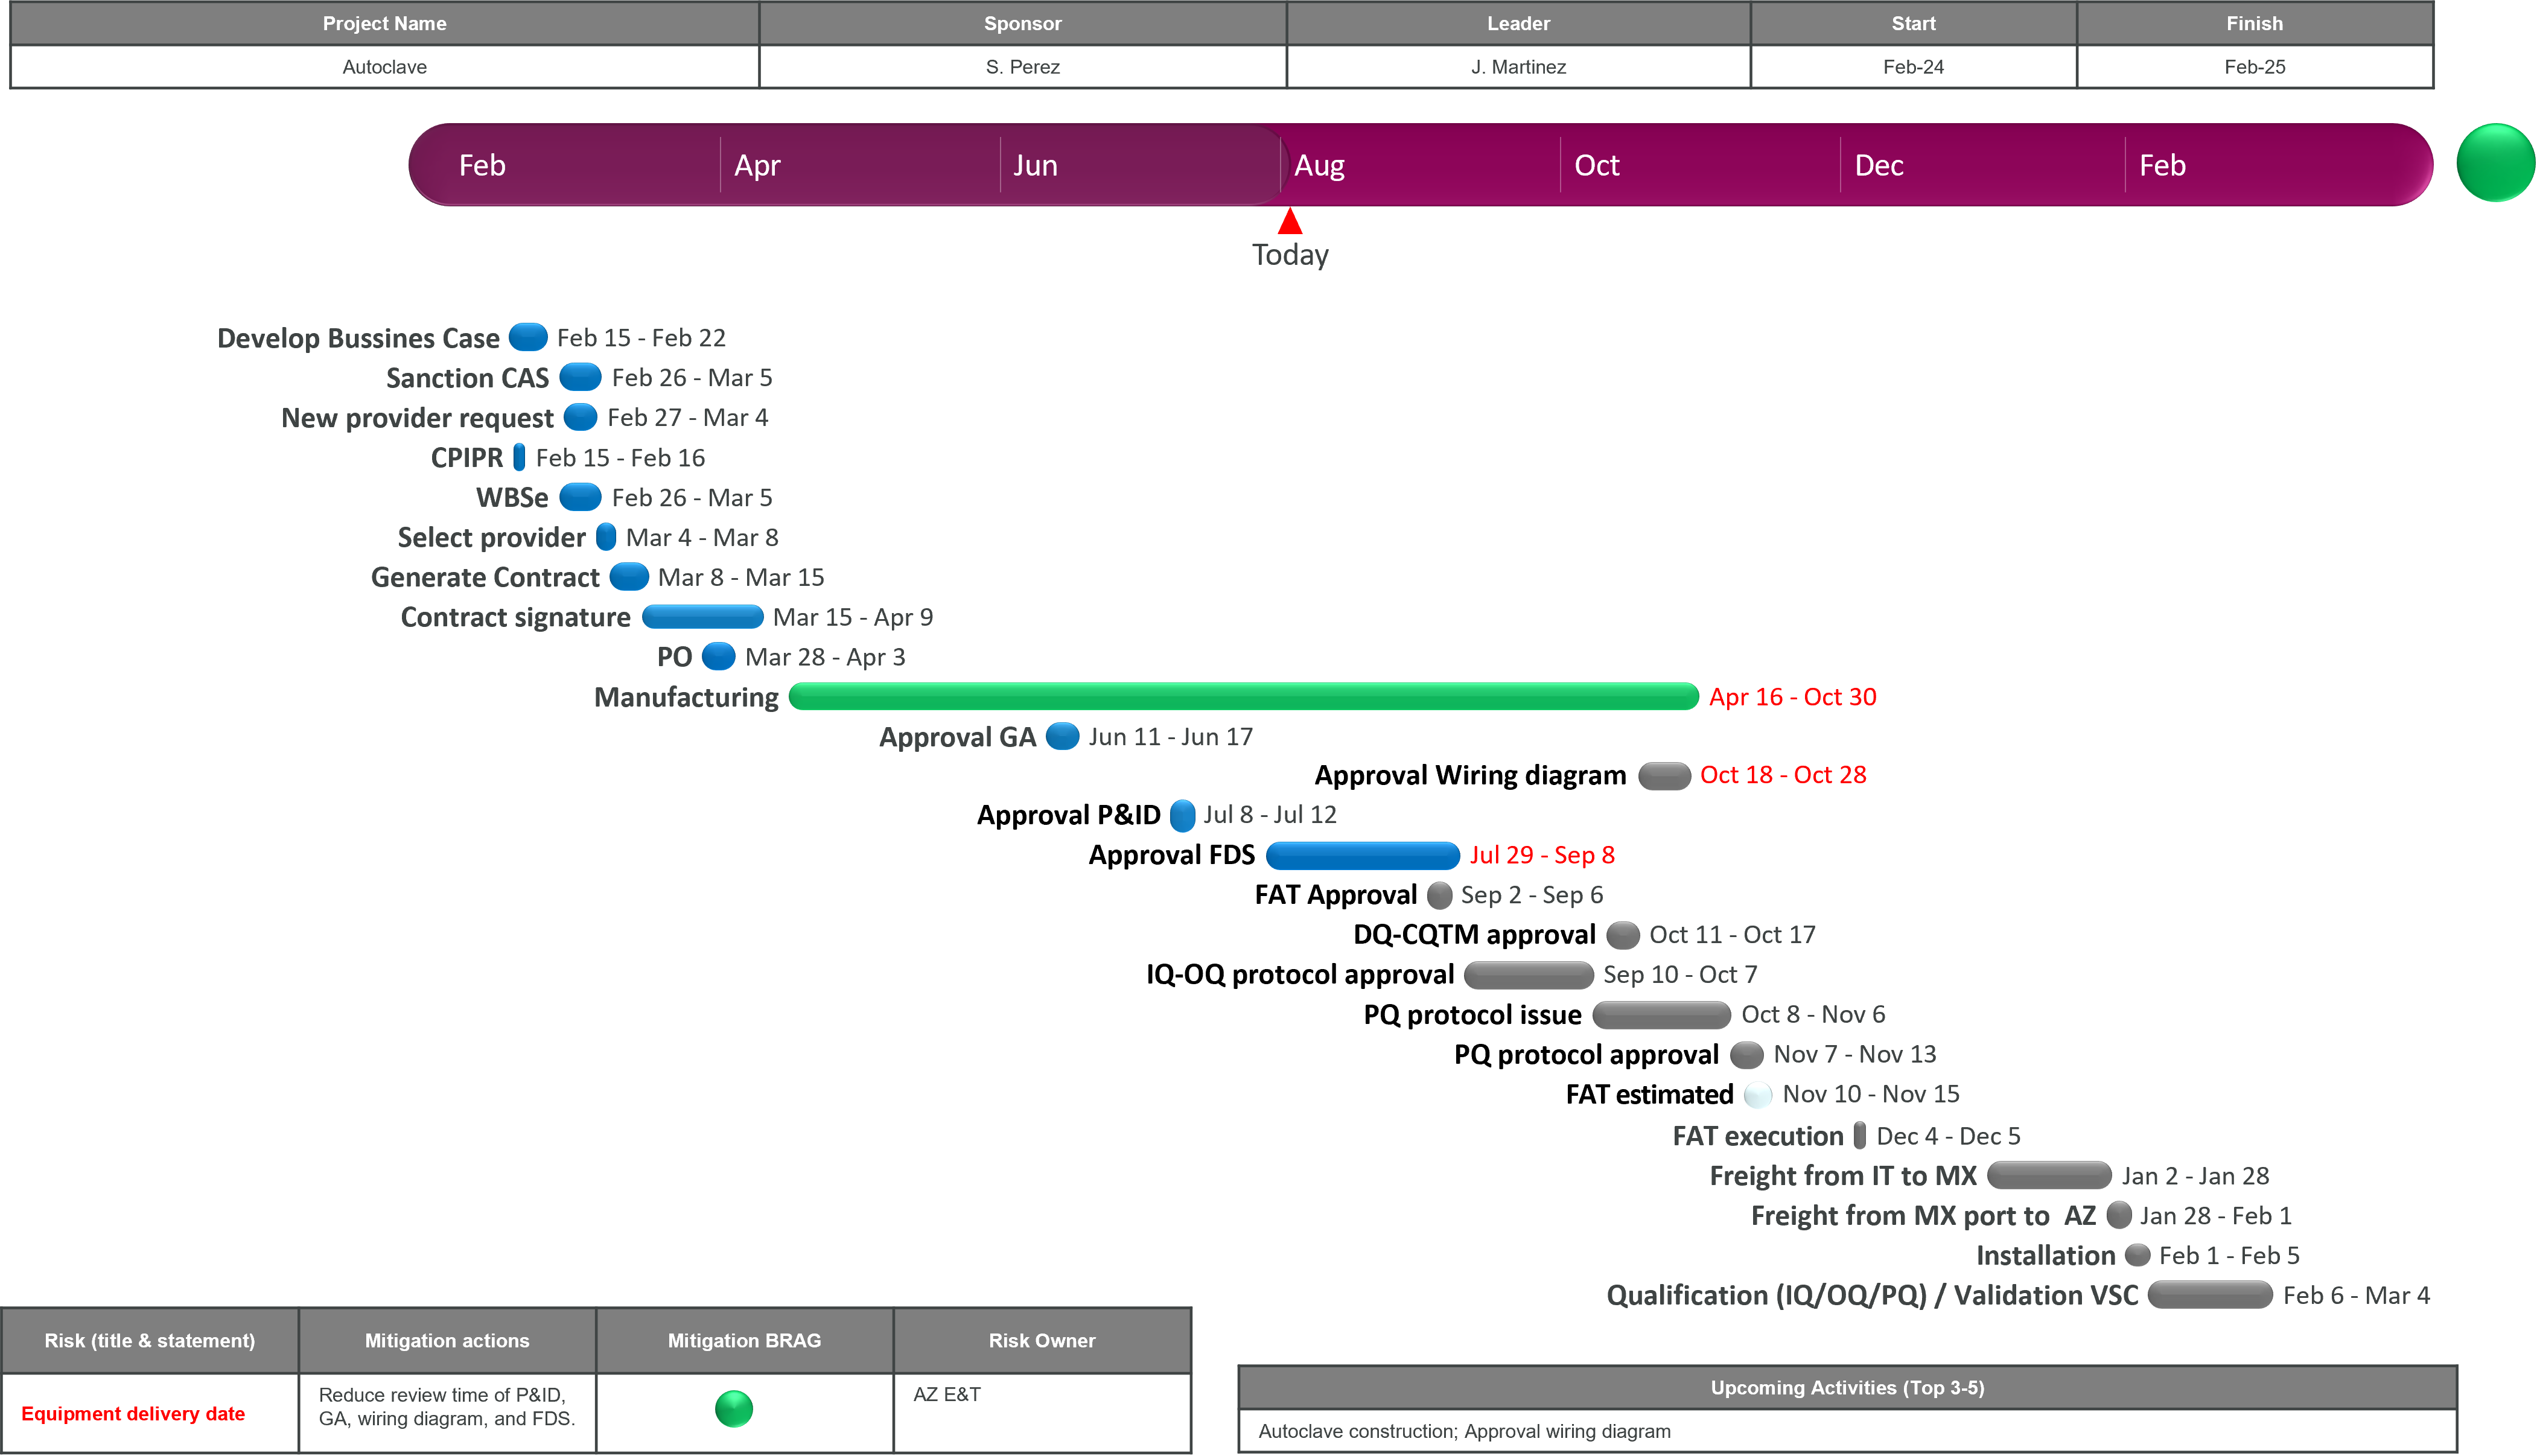 Project Name Sponsor Leader Start Finish
Autoclave S. Perez J. Martinez Feb-24 Feb-25
Feb Apr Jun Aug Oct Dec Feb
Today
Develop Bussines Case Feb 15 - Feb 22
Sanction CAS Feb 26 - Mar 5
New provider request Feb 27 - Mar 4
CPIPR Feb 15 - Feb 16
WBSe Feb 26 - Mar 5
Select provider Mar 4 - Mar 8
Generate Contract Mar 8 - Mar 15
Contract signature Mar 15 - Apr 9
PO Mar 28 - Apr 3
Manufacturing Apr 16 - Oct 30
Approval GA Jun 11 - Jun 17
Approval Wiring diagram Oct 18 - Oct 28
Approval P&ID Jul 8 - Jul 12
Approval FDS Jul 29 - Sep 8
FAT Approval Sep 2 - Sep 6
DQ-CQTM approval Oct 11 - Oct 17
IQ-OQ protocol approval Sep 10 - Oct 7
PQ protocol issue Oct 8 - Nov 6
PQ protocol approval Nov 7 - Nov 13
FAT estimated Nov 10 - Nov 15
FAT execution Dec 4 - Dec 5
Freight from IT to MX Jan 2 - Jan 28
Freight from MX port to AZ Jan 28 - Feb 1
Installation Feb 1 - Feb 5
Qualification (IQ/OQ/PQ) / Validation VSC Feb 6 - Mar 4
Risk (title & statement) Mitigation actions Mitigation BRAG Risk Owner
Equipment delivery date
Reduce review time of P&ID,
GA, wiring diagram, and FDS.
AZ E&T
Upcoming Activities (Top 3-5)
Autoclave construction; Approval wiring diagram